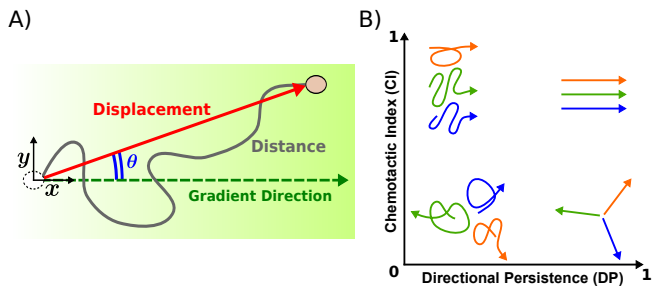 A)
Displacement
Distance
θ
y
x
Gradient Direction
B)
1
Chemotactic Index (CI)
0
Directional Persistence (DP)
1